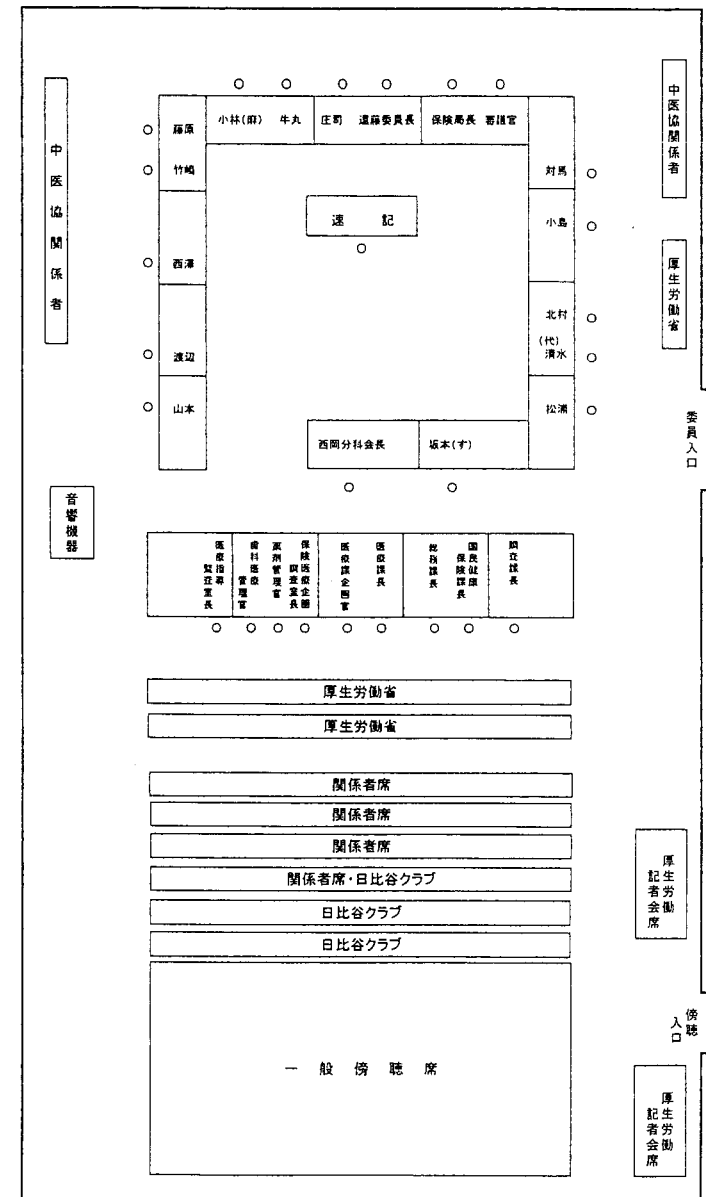 中医協関係者
藤原
竹嶋
西澤
渡辺
山本
小林(麻) 牛丸
庄司 遠藤委員長
保険局長 審議官
速 記
対馬
小島
北村
(代)
清水
松浦
西岡分科会長
坂本(す)
中医協関係者
厚生労働省
委員入口
音響機器
医療指導
監査室長
歯科医療
管理官
薬剤管理官
保険医療企画
調査室長
医療課企画官
医療課長
総務課長
国民健康
保険課長
調査課長
厚生労働省
厚生労働省
関係者席
関係者席
関係者席
関係者席・日比谷クラブ
日比谷クラブ
日比谷クラブ
一 般 傍 聴 席
厚生労働
記者会席
傍聴
入口
厚生労働
記者会席